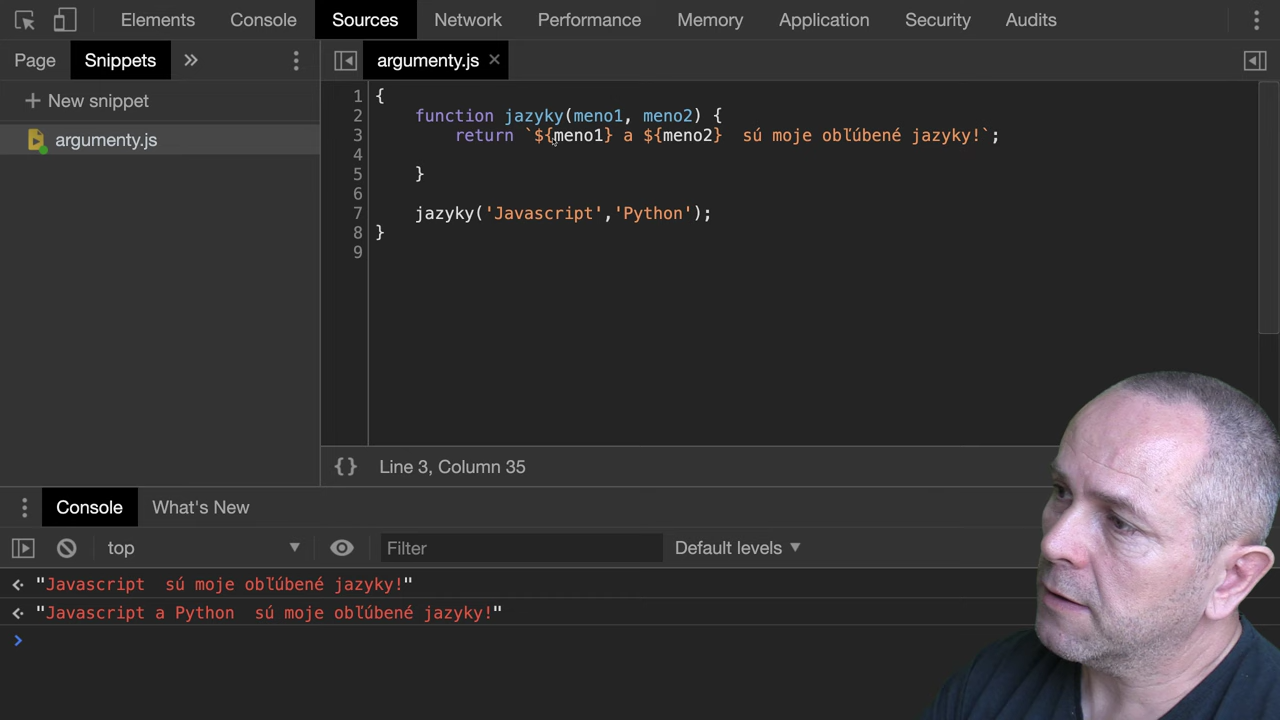 Elements Console Sources Network Performance Memory Application Security Audits
Page Snippets »
argumenty.js ×
+ New snippet
argumenty.js
1 {
2 function jazyky(meno1, meno2) {
3 return `${meno1} a ${meno2}  sú moje obľúbené jazyky!`;
4
5 }
6
7 jazyky('Javascript','Python');
8 }
9
{} Line 3, Column 35
Console What's New
top ▼ Filter Default levels ▼
"Javascript  sú moje obľúbené jazyky!"
"Javascript a Python  sú moje obľúbené jazyky!"